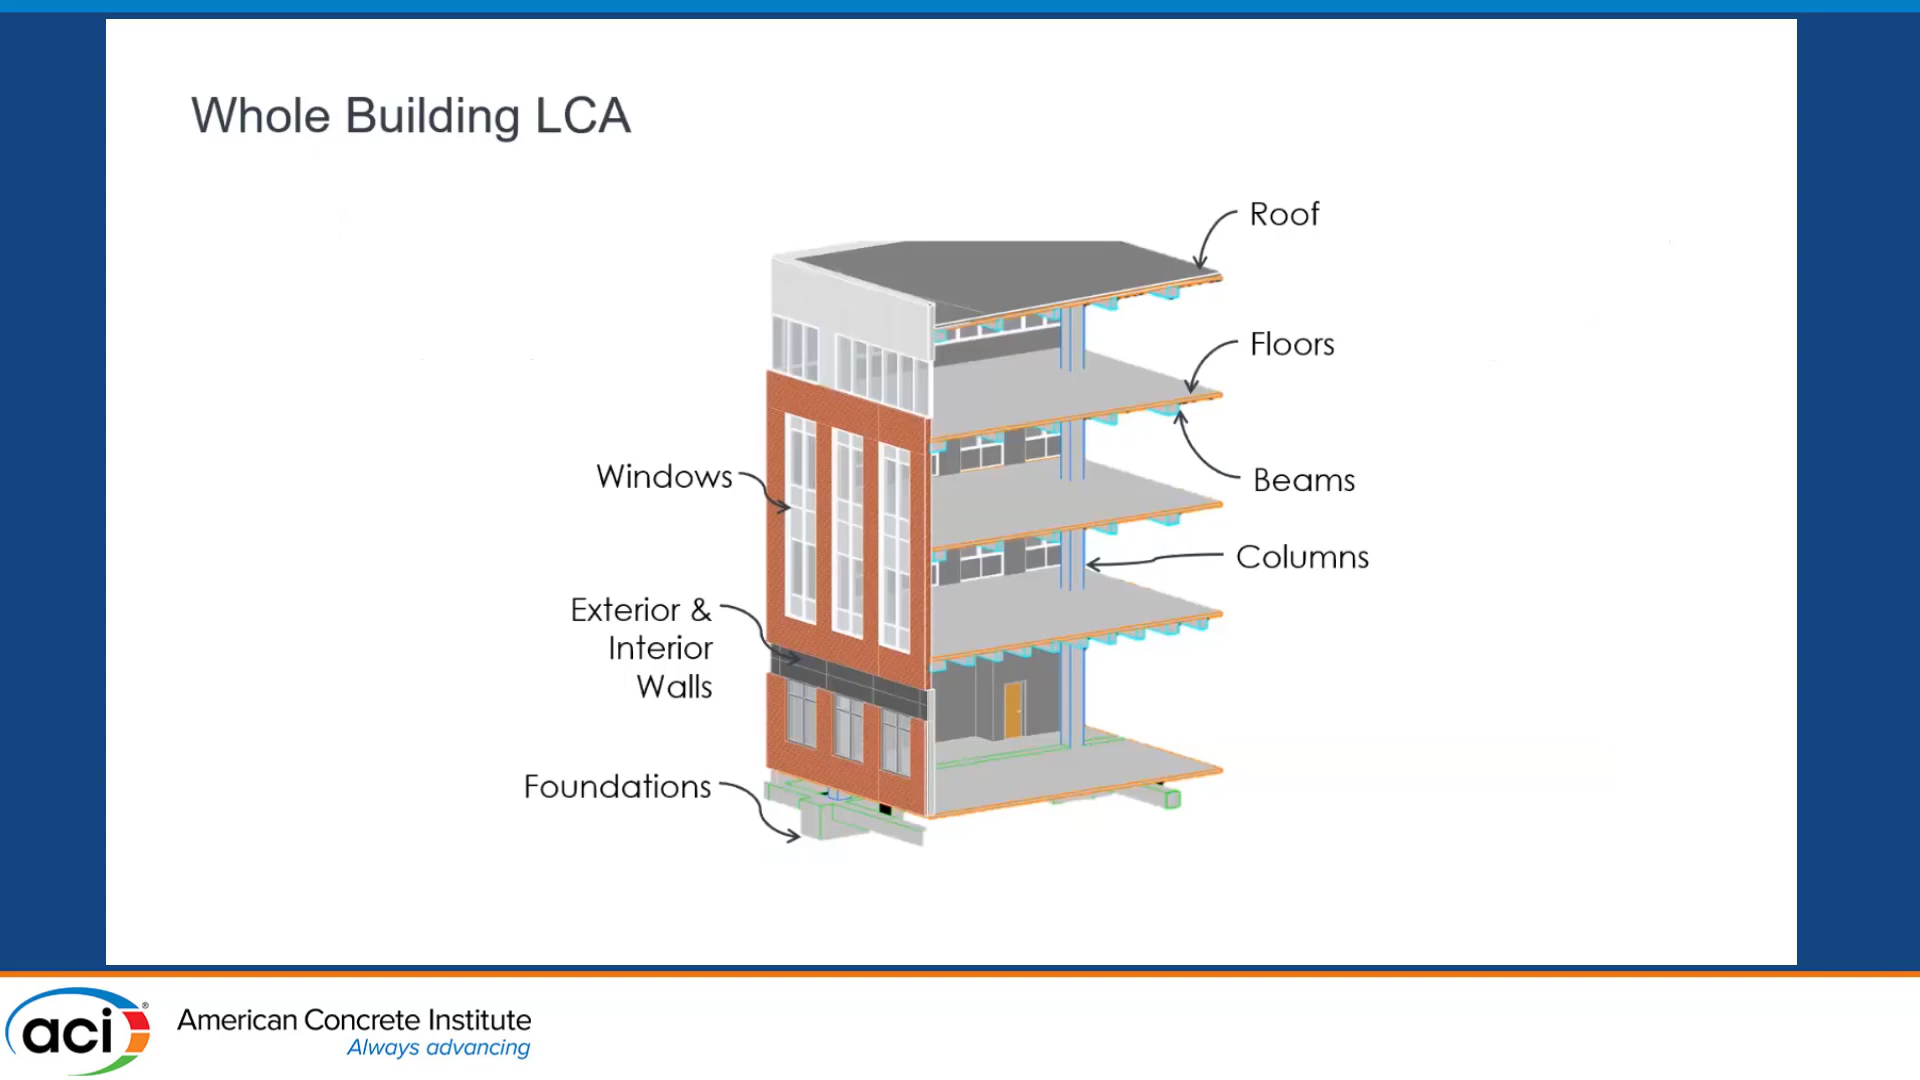 Whole Building LCA
Roof
Floors
Windows
Beams
Columns
Exterior &
Interior
Walls
Foundations
aci®
American Concrete Institute
Always advancing